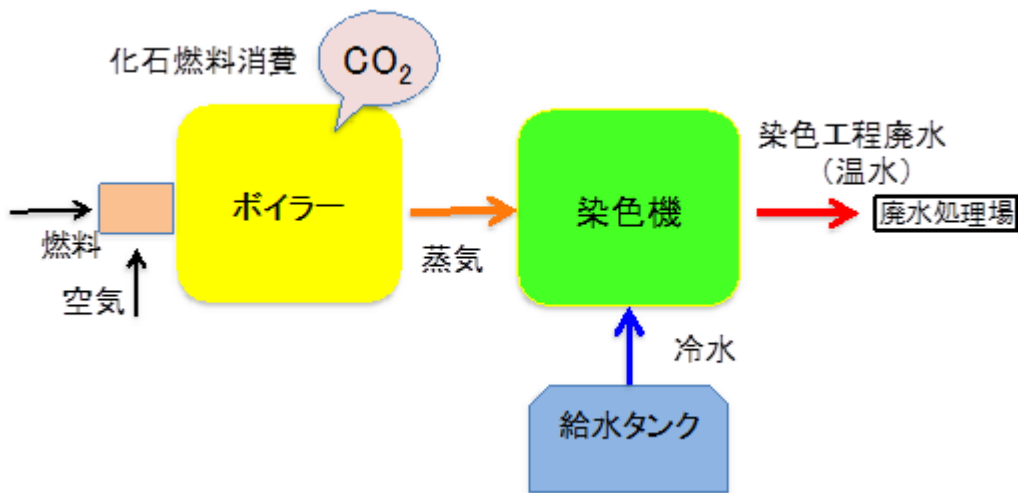 化石燃料消費
CO2
ボイラー
燃料
空気
蒸気
染色機
染色工程廃水
（温水）
廃水処理場
冷水
給水タンク